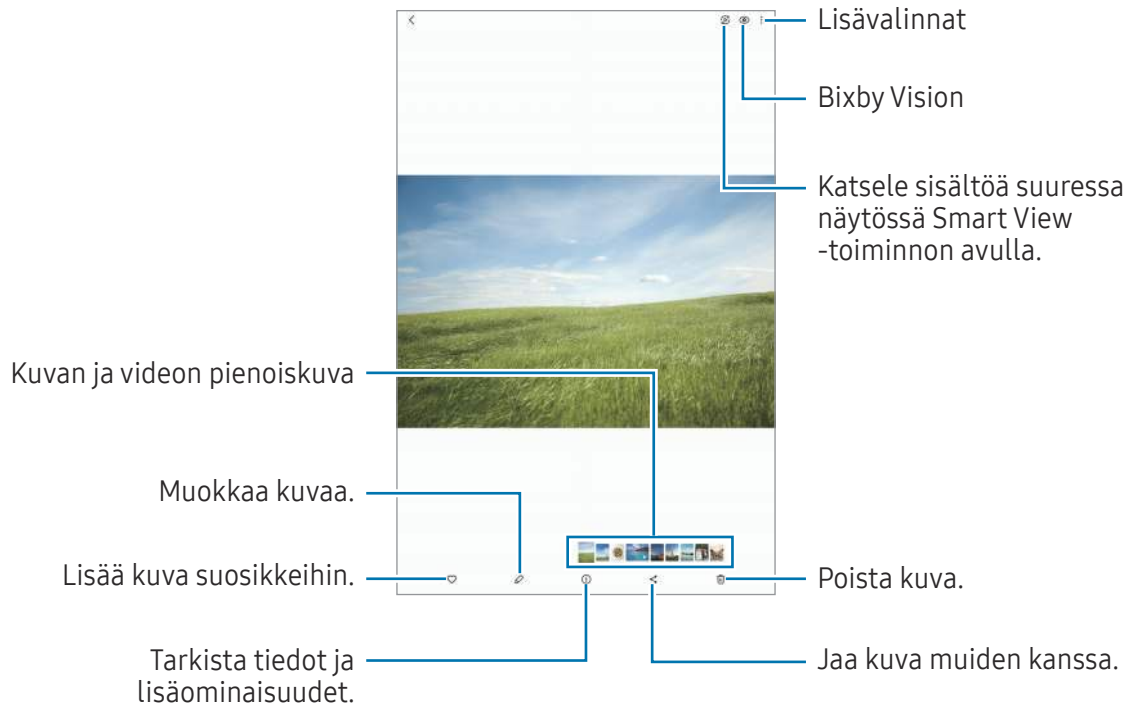 Lisävalinnat
Bixby Vision
Katsele sisältöä suuressa
näytössä Smart View
-toiminnon avulla.
Kuvan ja videon pienoiskuva
Muokkaa kuvaa.
Lisää kuva suosikkeihin.
Poista kuva.
Tarkista tiedot ja
lisäominaisuudet.
Jaa kuva muiden kanssa.